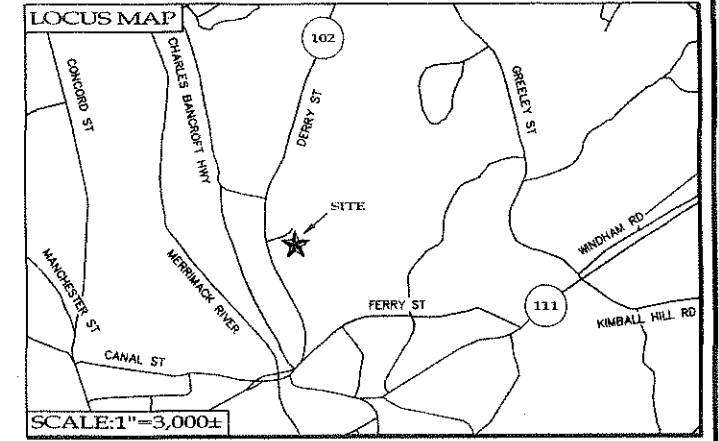 LOCUS MAP
102
CONCORD ST
CHARLES BANCROFT HWY
DERRY ST
GREELEY ST
SITE
WINDHAM RD
MANCHESTER ST
MERRIMACK RIVER
FERRY ST
111
KIMBALL HILL RD
CANAL ST
SCALE:1"=3,000±